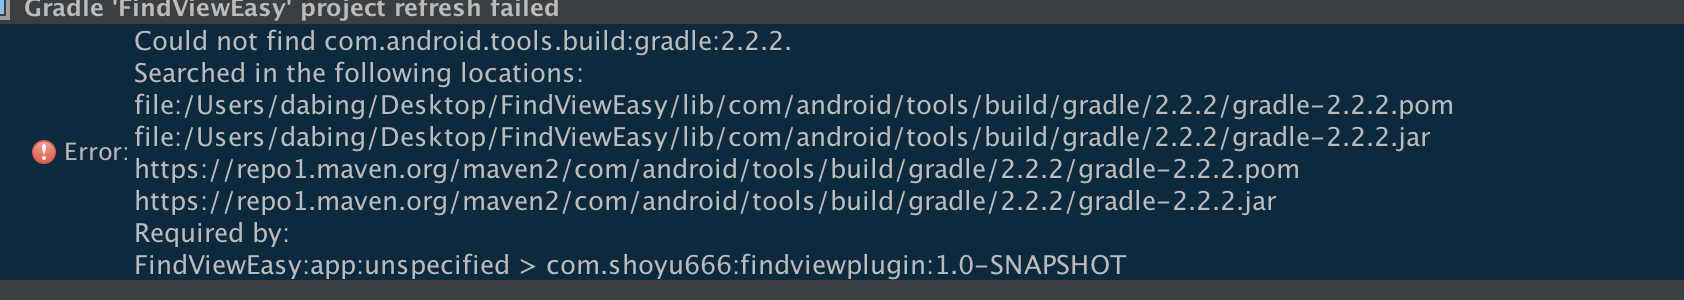 Gradle 'FindViewEasy' project refresh failed
Could not find com.android.tools.build:gradle:2.2.2.
Searched in the following locations:
file:/Users/dabing/Desktop/FindViewEasy/lib/com/android/tools/build/gradle/2.2.2/gradle-2.2.2.pom
file:/Users/dabing/Desktop/FindViewEasy/lib/com/android/tools/build/gradle/2.2.2/gradle-2.2.2.jar
Error:
https://repo1.maven.org/maven2/com/android/tools/build/gradle/2.2.2/gradle-2.2.2.pom
https://repo1.maven.org/maven2/com/android/tools/build/gradle/2.2.2/gradle-2.2.2.jar
Required by:
FindViewEasy:app:unspecified > com.shoyu666:findviewplugin:1.0-SNAPSHOT